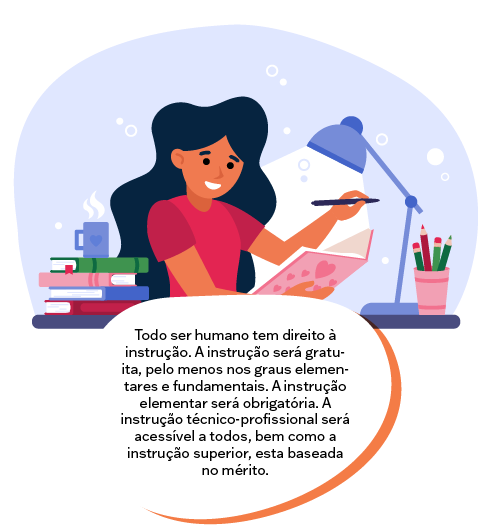 Todo ser humano tem direito à
instrução. A instrução será gratu-
ita, pelo menos nos graus elemen-
tares e fundamentais. A instrução
elementar será obrigatória. A
instrução técnico-profissional será
acessível a todos, bem como a
instrução superior, esta baseada
no mérito.